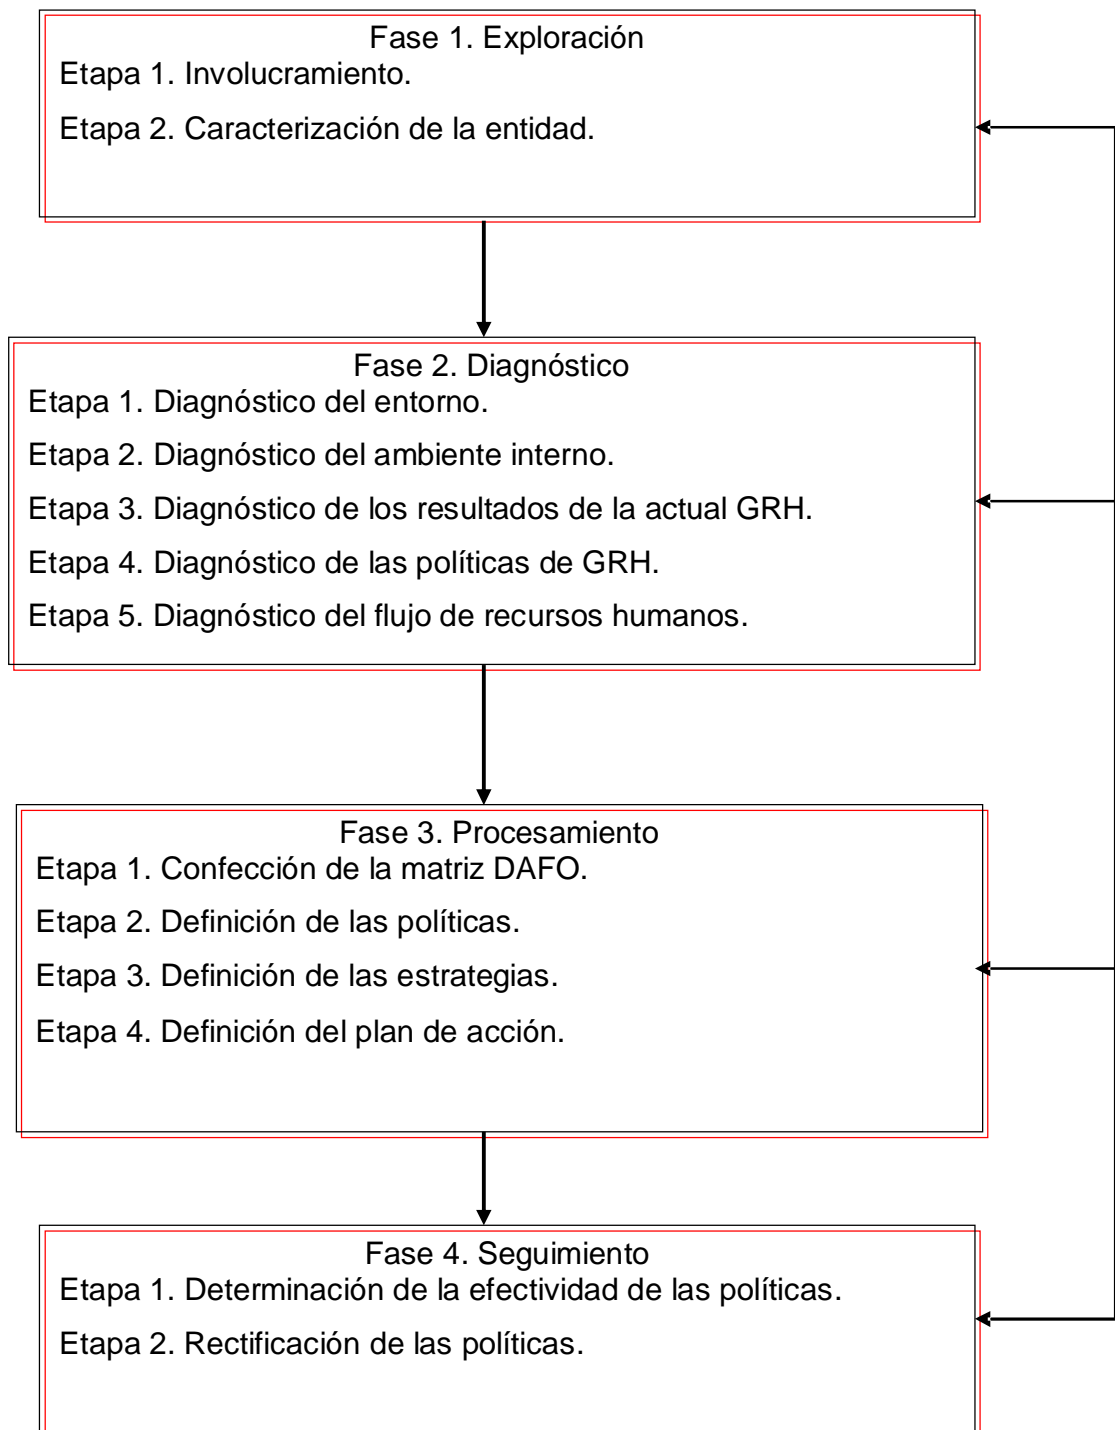 Fase 1. Exploración
Etapa 1. Involucramiento.
Etapa 2. Caracterización de la entidad.
Fase 2. Diagnóstico
Etapa 1. Diagnóstico del entorno.
Etapa 2. Diagnóstico del ambiente interno.
Etapa 3. Diagnóstico de los resultados de la actual GRH.
Etapa 4. Diagnóstico de las políticas de GRH.
Etapa 5. Diagnóstico del flujo de recursos humanos.
Fase 3. Procesamiento
Etapa 1. Confección de la matriz DAFO.
Etapa 2. Definición de las políticas.
Etapa 3. Definición de las estrategias.
Etapa 4. Definición del plan de acción.
Fase 4. Seguimiento
Etapa 1. Determinación de la efectividad de las políticas.
Etapa 2. Rectificación de las políticas.